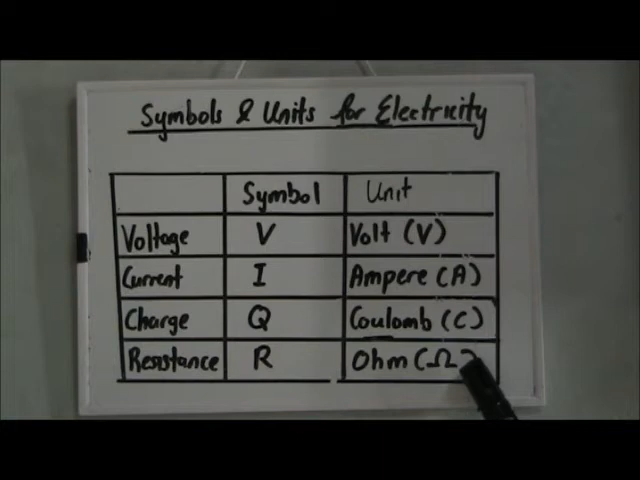 Symbols & Units for Electricity
Symbol Unit
Voltage V Volt (V)
Current I Ampere (A)
Charge Q Coulomb (C)
Resistance R Ohm (Ω)